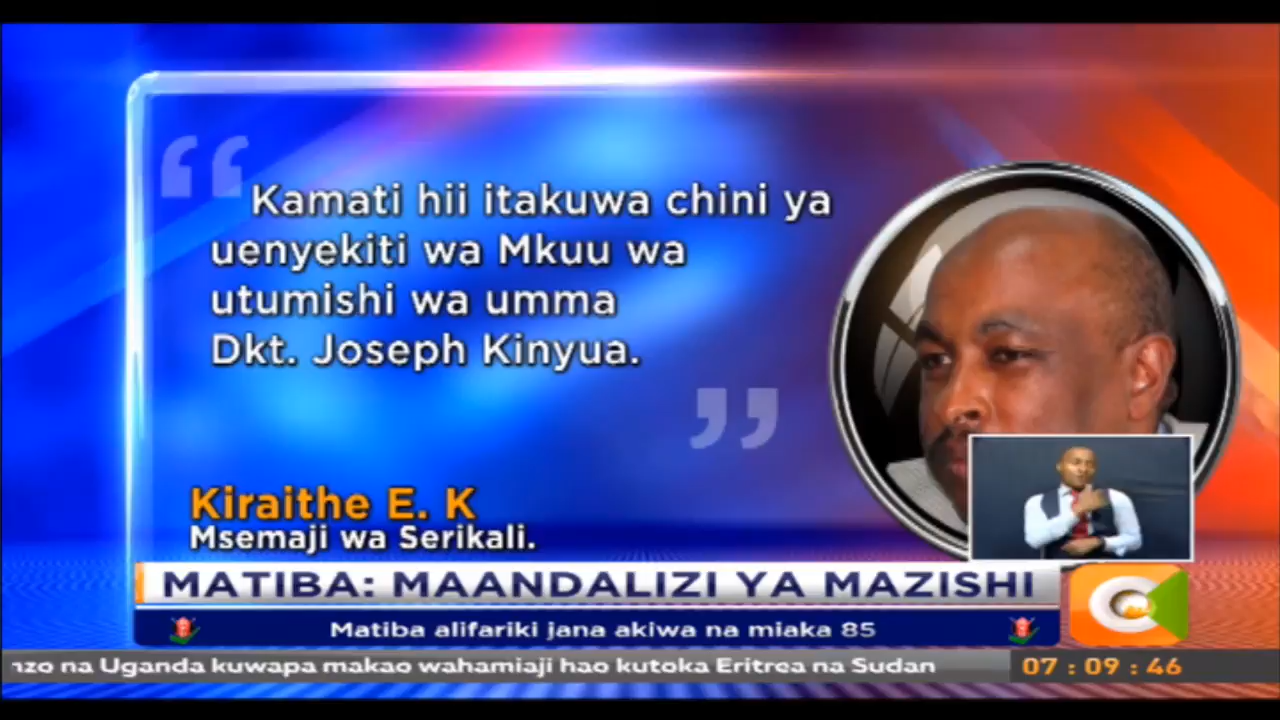 “ Kamati hii itakuwa chini ya
uenyekiti wa Mkuu wa
utumishi wa umma
Dkt. Joseph Kinyua. ”
Kiraithe E. K
Msemaji wa Serikali.
MATIBA: MAANDALIZI YA MAZISHI
Matiba alifariki jana akiwa na miaka 85
na Uganda kuwapa makao wahamiaji hao kutoka Eritrea na Sudan
07 : 09 : 46